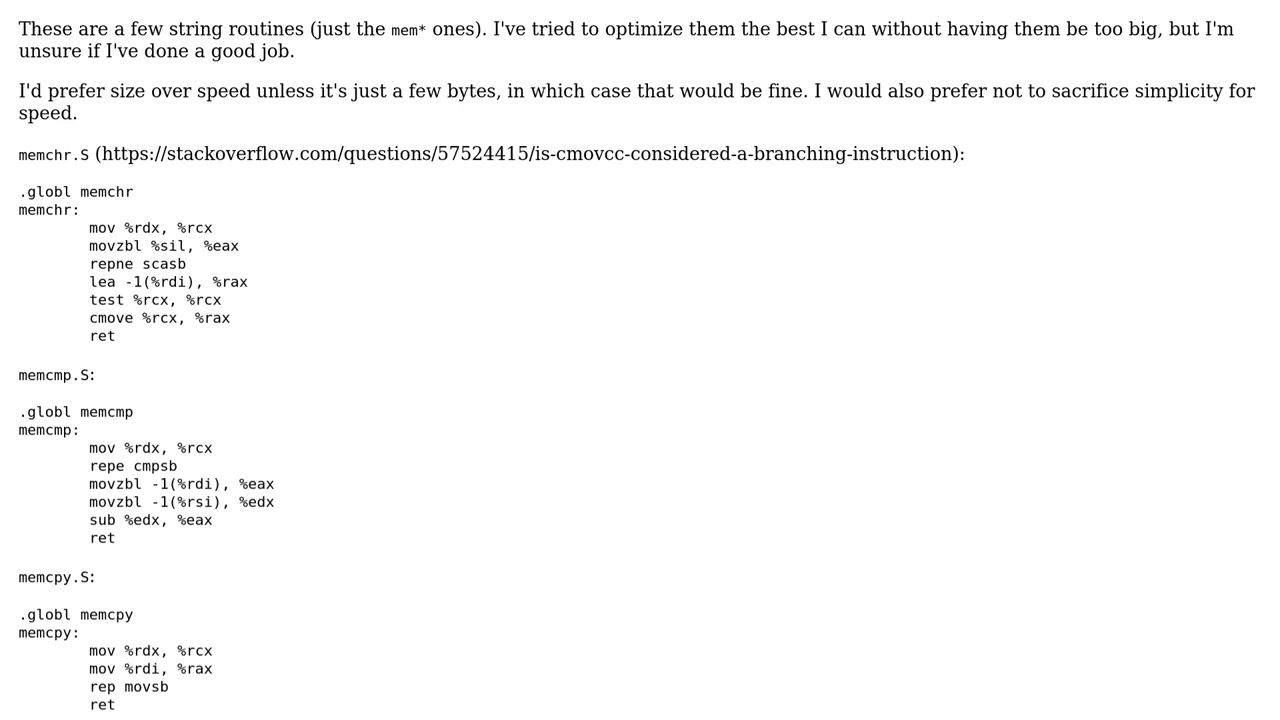 These are a few string routines (just the mem* ones). I've tried to optimize them the best I can without having them be too big, but I'm
unsure if I've done a good job.
I'd prefer size over speed unless it's just a few bytes, in which case that would be fine. I would also prefer not to sacrifice simplicity for
speed.
memchr.S (https://stackoverflow.com/questions/57524415/is-cmovcc-considered-a-branching-instruction):
.globl memchr
memchr:
        mov %rdx, %rcx
        movzbl %sil, %eax
        repne scasb
        lea -1(%rdi), %rax
        test %rcx, %rcx
        cmove %rcx, %rax
        ret
memcmp.S:
.globl memcmp
memcmp:
        mov %rdx, %rcx
        repe cmpsb
        movzbl -1(%rdi), %eax
        movzbl -1(%rsi), %edx
        sub %edx, %eax
        ret
memcpy.S:
.globl memcpy
memcpy:
        mov %rdx, %rcx
        mov %rdi, %rax
        rep movsb
        ret